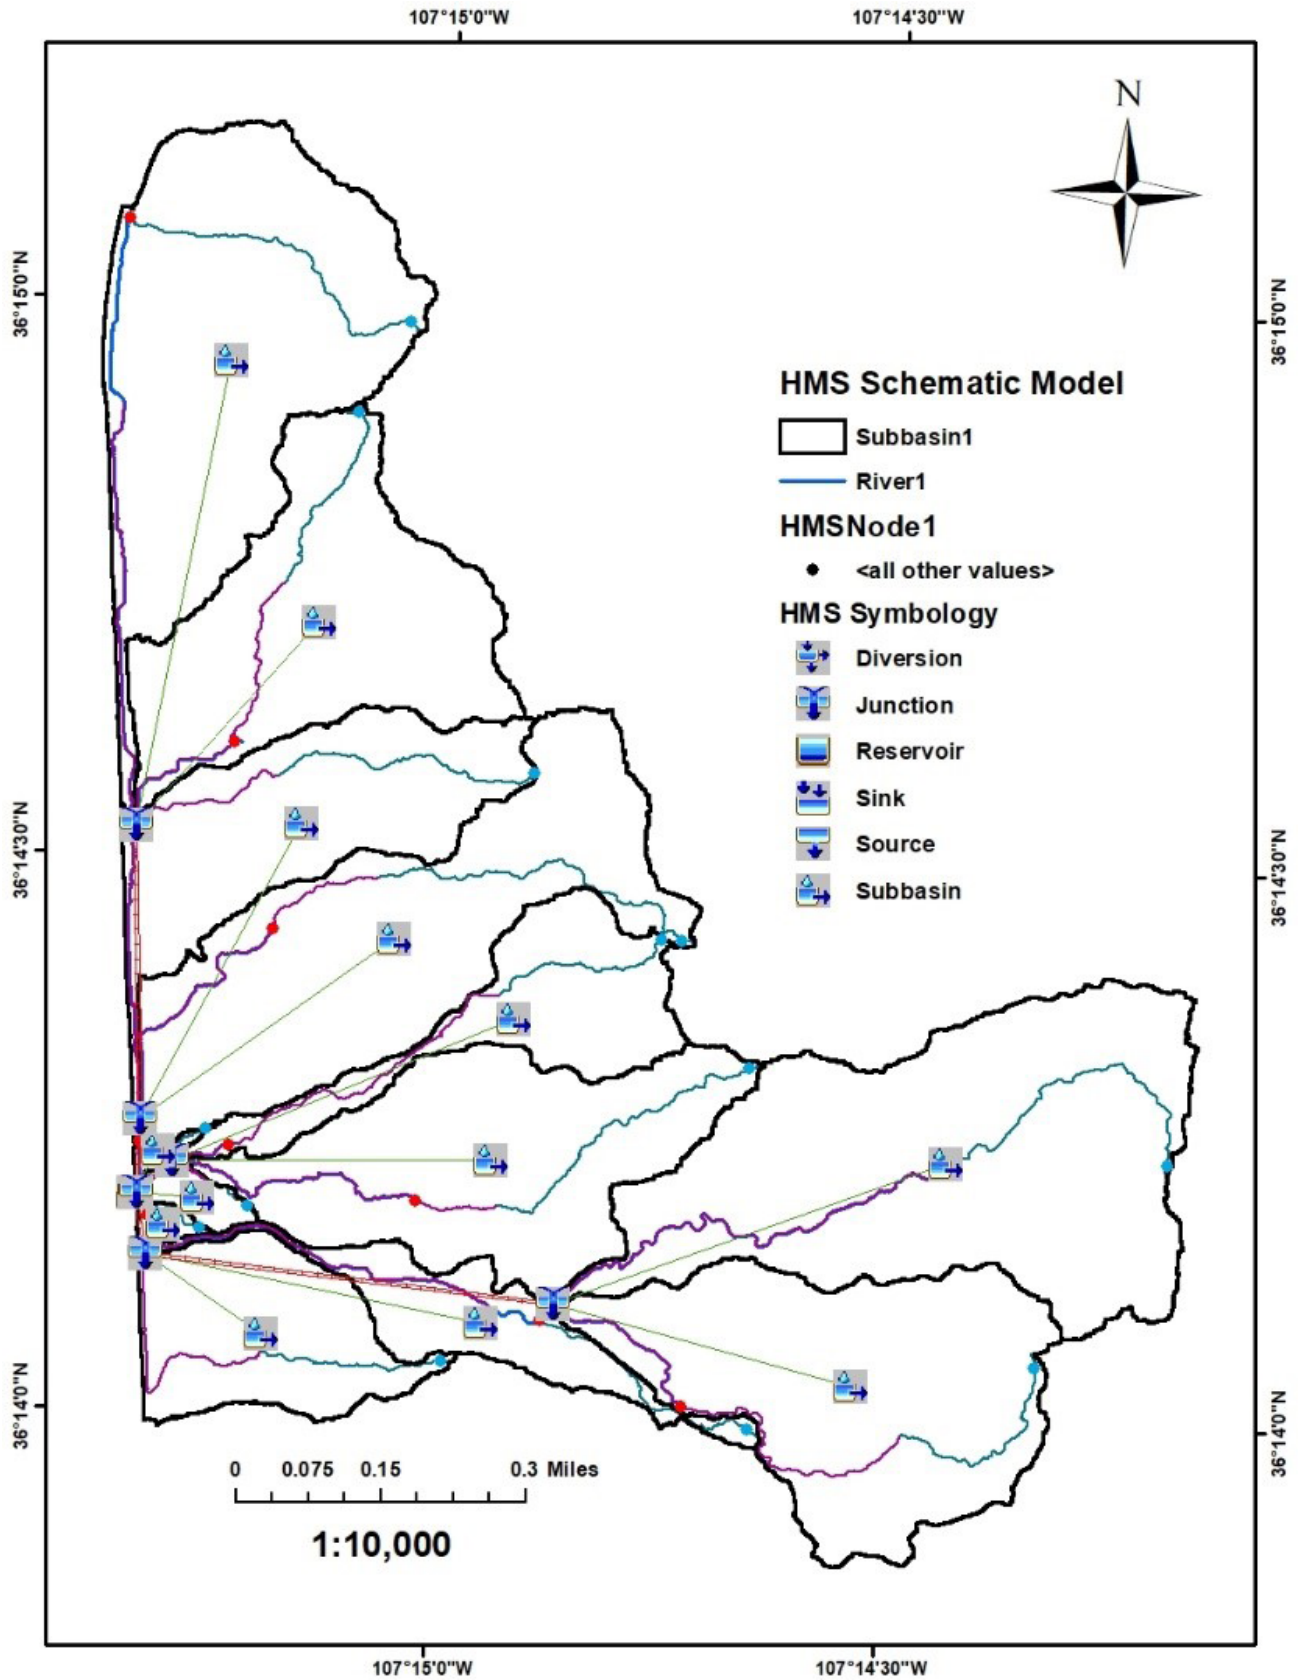 107°15'0"W 107°14'30"W
N
36°15'0"N 36°15'0"N
HMS Schematic Model
Subbasin1
River1
HMSNode1
<all other values>
HMS Symbology
Diversion
Junction
Reservoir
Sink
Source
Subbasin
36°14'30"N 36°14'30"N
36°14'0"N 36°14'0"N
0 0.075 0.15 0.3 Miles
1:10,000
107°15'0"W 107°14'30"W